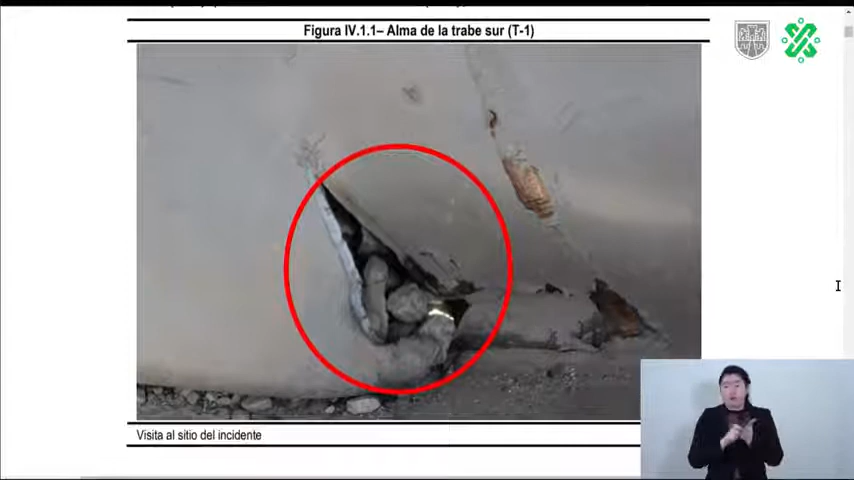 Figura IV.1.1– Alma de la trabe sur (T-1)
Visita al sitio del incidente